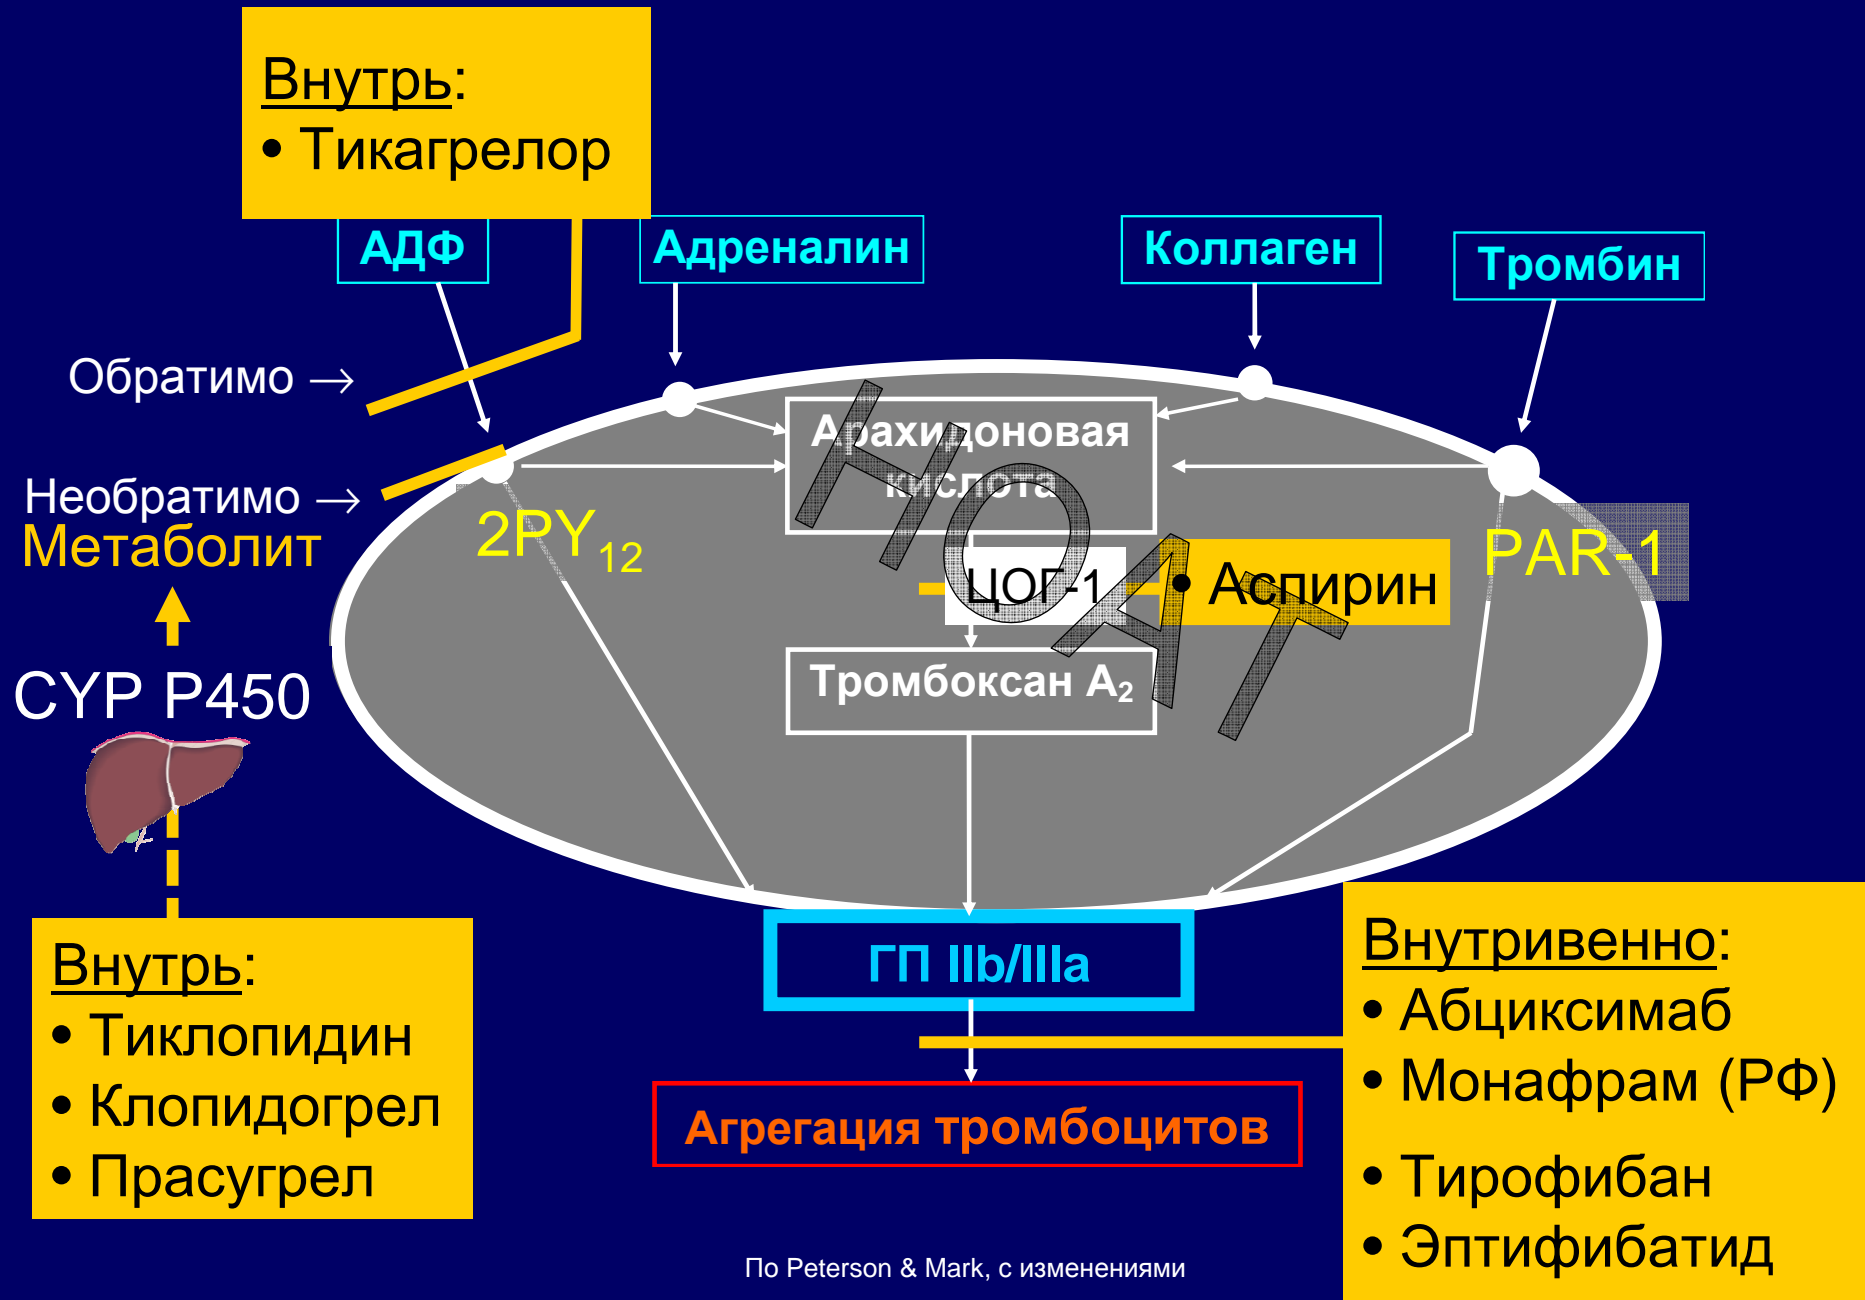 Внутрь:
• Тикагрелор
АДФ
Адреналин
Коллаген
Тромбин
Обратимо →
Необратимо →
Метаболит
CYP P450
2PY12
Арахидоновая
кислота
PAR-1
ЦОГ-1
• Аспирин
Тромбоксан А2
НОАТ
ГП IIb/IIIa
Агрегация тромбоцитов
Внутрь:
• Тиклопидин
• Клопидогрел
• Прасугрел
Внутривенно:
• Абциксимаб
• Монафрам (РФ)
• Тирофибан
• Эптифибатид
По Peterson & Mark, с изменениями